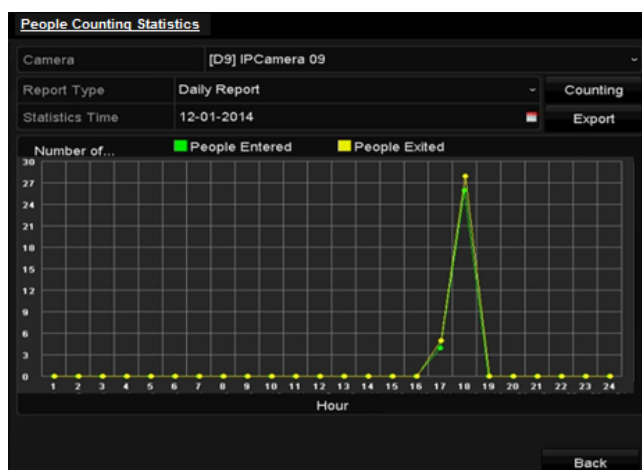 People Counting Statistics
Camera [D9] IPCamera 09
Report Type Daily Report Counting
Statistics Time 12-01-2014 Export
Number of... People Entered People Exited
30
27
24
21
18
15
12
9
6
3
0
1 2 3 4 5 6 7 8 9 10 11 12 13 14 15 16 17 18 19 20 21 22 23 24
Hour
Back